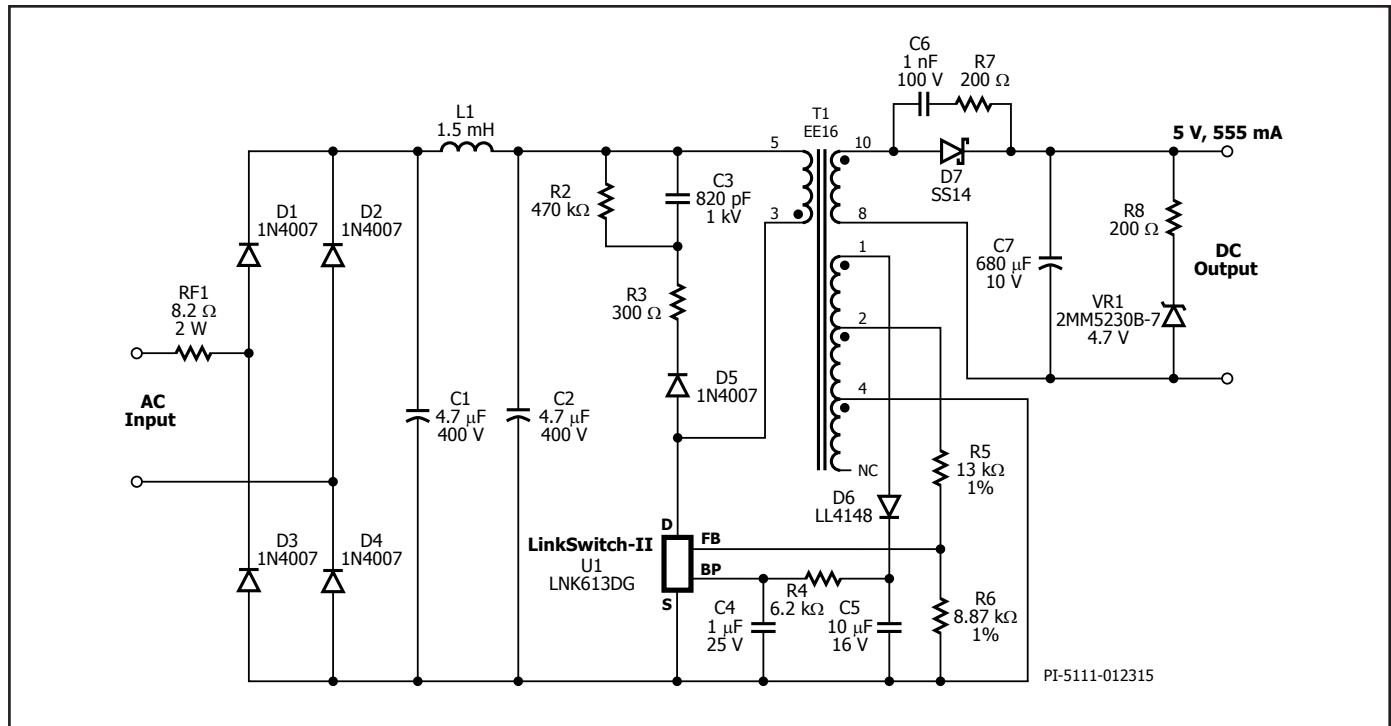 C6
1 nF
100 V
R7
200 Ω
L1
1.5 mH
T1
EE16
5
10
5 V, 555 mA
D7
SS14
R2
470 kΩ
C3
820 pF
1 kV
3
8
D1
1N4007
D2
1N4007
R8
200 Ω
1
C7
680 μF
10 V
DC
Output
RF1
8.2 Ω
2 W
R3
300 Ω
2
VR1
2MM5230B-7
4.7 V
D5
1N4007
4
AC
Input
C1
4.7 μF
400 V
C2
4.7 μF
400 V
NC
R5
13 kΩ
1%
D6
LL4148
D
LinkSwitch-II
U1
LNK613DG
FB
BP
S
D3
1N4007
D4
1N4007
R4
6.2 kΩ
C4
1 μF
25 V
C5
10 μF
16 V
R6
8.87 kΩ
1%
PI-5111-012315